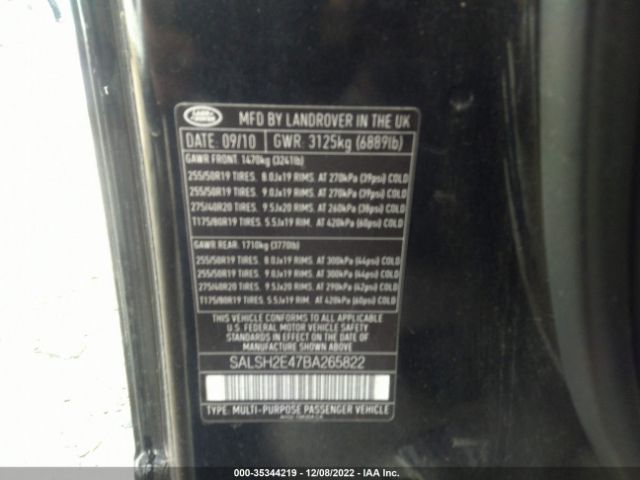 LAND ROVER
MFD BY LANDROVER IN THE UK
DATE: 09/10 GWR: 3125kg (6889lb)
GAWR FRONT: 1470kg (3241lb)
255/50R19 TIRES. 8.0Jx19 RIMS. AT 270kPa (39psi) COLD
255/50R19 TIRES. 9.0Jx19 RIMS. AT 270kPa (39psi) COLD
275/40R20 TIRES. 9.5Jx20 RIMS. AT 260kPa (38psi) COLD
T175/80R19 TIRES. 5.5Jx19 RIMS. AT 420kPa (60psi) COLD
GAWR REAR: 1710kg (3770lb)
255/50R19 TIRES. 8.0Jx19 RIMS. AT 300kPa (44psi) COLD
255/50R19 TIRES. 9.0Jx19 RIMS. AT 300kPa (44psi) COLD
275/40R20 TIRES. 9.5Jx20 RIMS. AT 290kPa (42psi) COLD
T175/80R19 TIRES. 5.5Jx19 RIM. AT 420kPa (60psi) COLD
THIS VEHICLE CONFORMS TO ALL APPLICABLE
U.S. FEDERAL MOTOR VEHICLE SAFETY
STANDARDS IN EFFECT ON THE DATE OF
MANUFACTURE SHOWN ABOVE.
SALSH2E47BA265822
TYPE: MULTI-PURPOSE PASSENGER VEHICLE
000-35344219 - 12/08/2022 - IAA Inc.